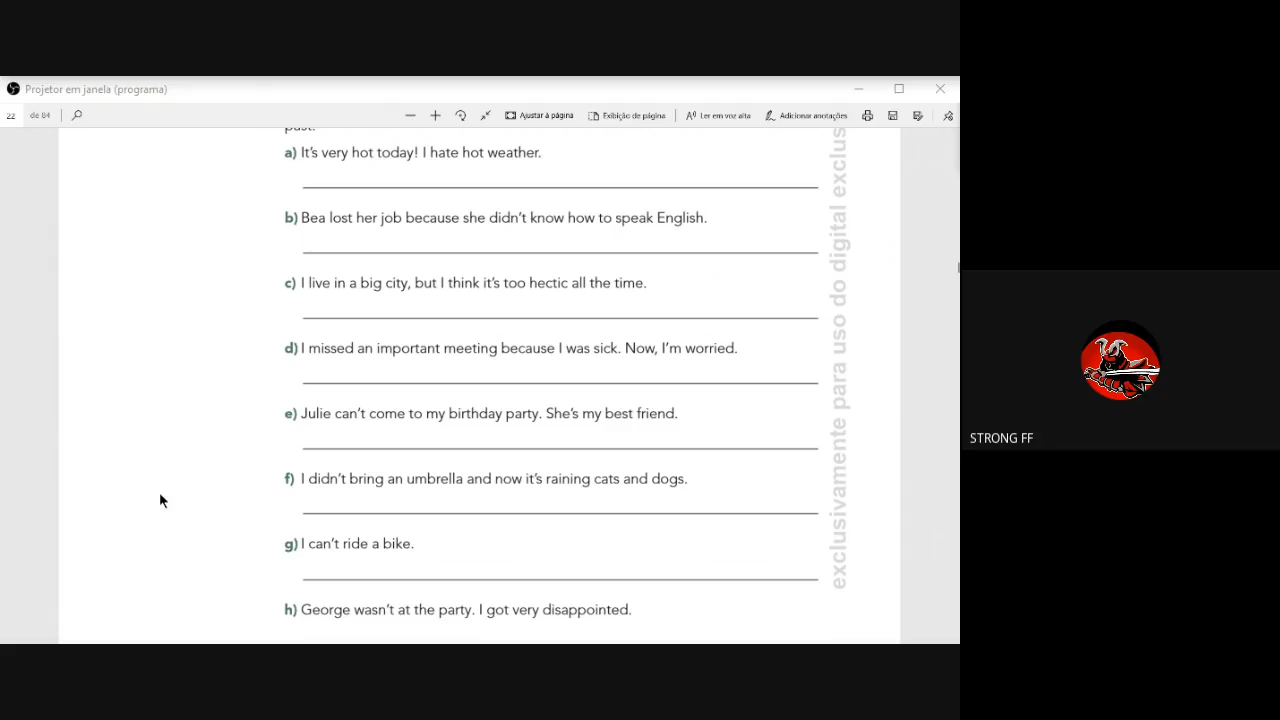 Projetor em janela (programa)
22 de 84 Ajustar à página Exibição de página Ler em voz alta Adicionar anotações
past.
a) It's very hot today! I hate hot weather.
b) Bea lost her job because she didn't know how to speak English.
c) I live in a big city, but I think it's too hectic all the time.
d) I missed an important meeting because I was sick. Now, I'm worried.
e) Julie can't come to my birthday party. She's my best friend.
f) I didn't bring an umbrella and now it's raining cats and dogs.
g) I can't ride a bike.
h) George wasn't at the party. I got very disappointed.
exclusivamente para uso do digital exclus
STRONG FF